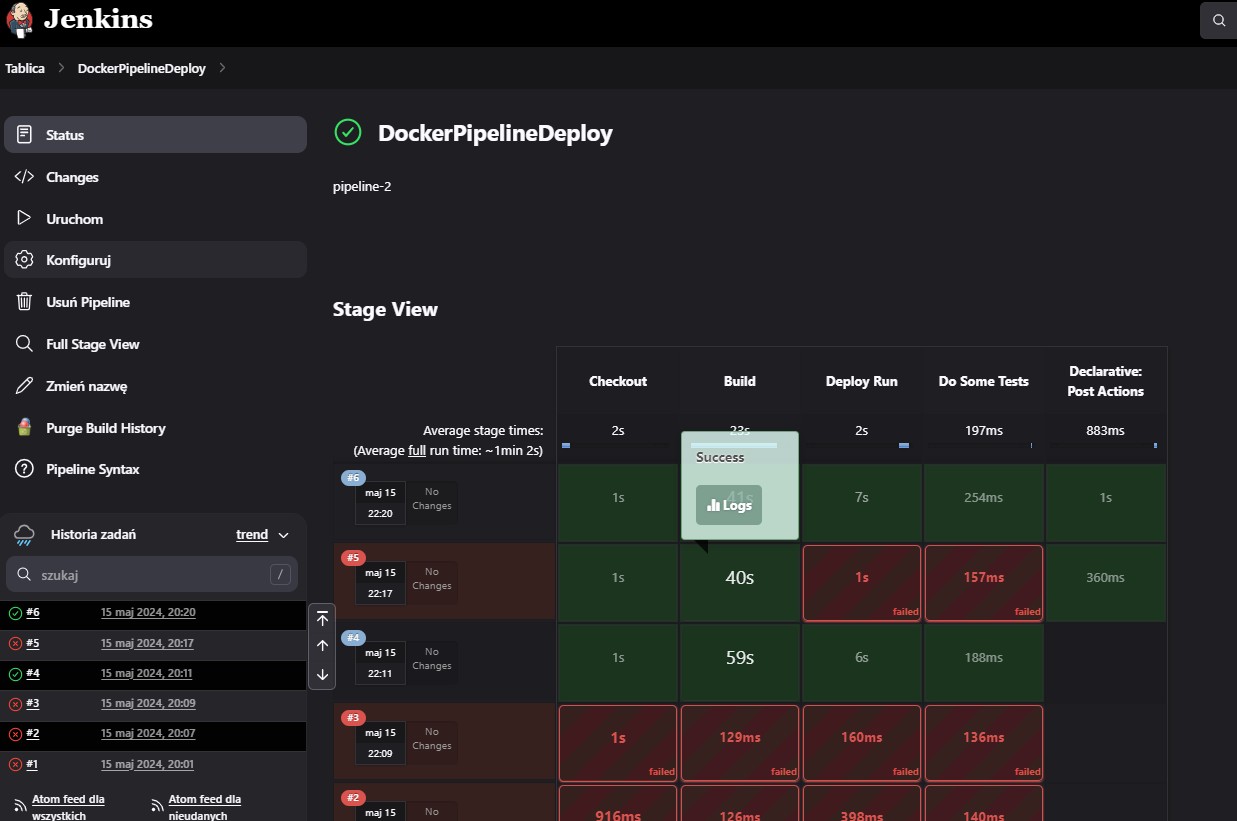 Jenkins
Tablica
DockerPipelineDeploy
Status
Changes
Uruchom
Konfiguruj
Usuń Pipeline
Full Stage View
Zmień nazwę
Purge Build History
Pipeline Syntax
Historia zadań
trend
szukaj
/
#6 15 maj 2024, 20:20
#5 15 maj 2024, 20:17
#4 15 maj 2024, 20:11
#3 15 maj 2024, 20:09
#2 15 maj 2024, 20:07
#1 15 maj 2024, 20:01
Atom feed dla
wszystkich
Atom feed dla
nieudanych
DockerPipelineDeploy
pipeline-2
Stage View
Checkout
Build
Deploy Run
Do Some Tests
Declarative:
Post Actions
Average stage times:
(Average full run time: ~1min 2s)
2s
23s
2s
197ms
883ms
Success
Logs
#6
maj 15
22:20
No
Changes
1s
41s
7s
254ms
1s
#5
maj 15
22:17
No
Changes
1s
40s
1s
failed
157ms
failed
360ms
#4
maj 15
22:11
No
Changes
1s
59s
6s
188ms
#3
maj 15
22:09
No
Changes
1s
failed
129ms
failed
160ms
failed
136ms
failed
#2
maj 15
No
916ms
126ms
398ms
140ms